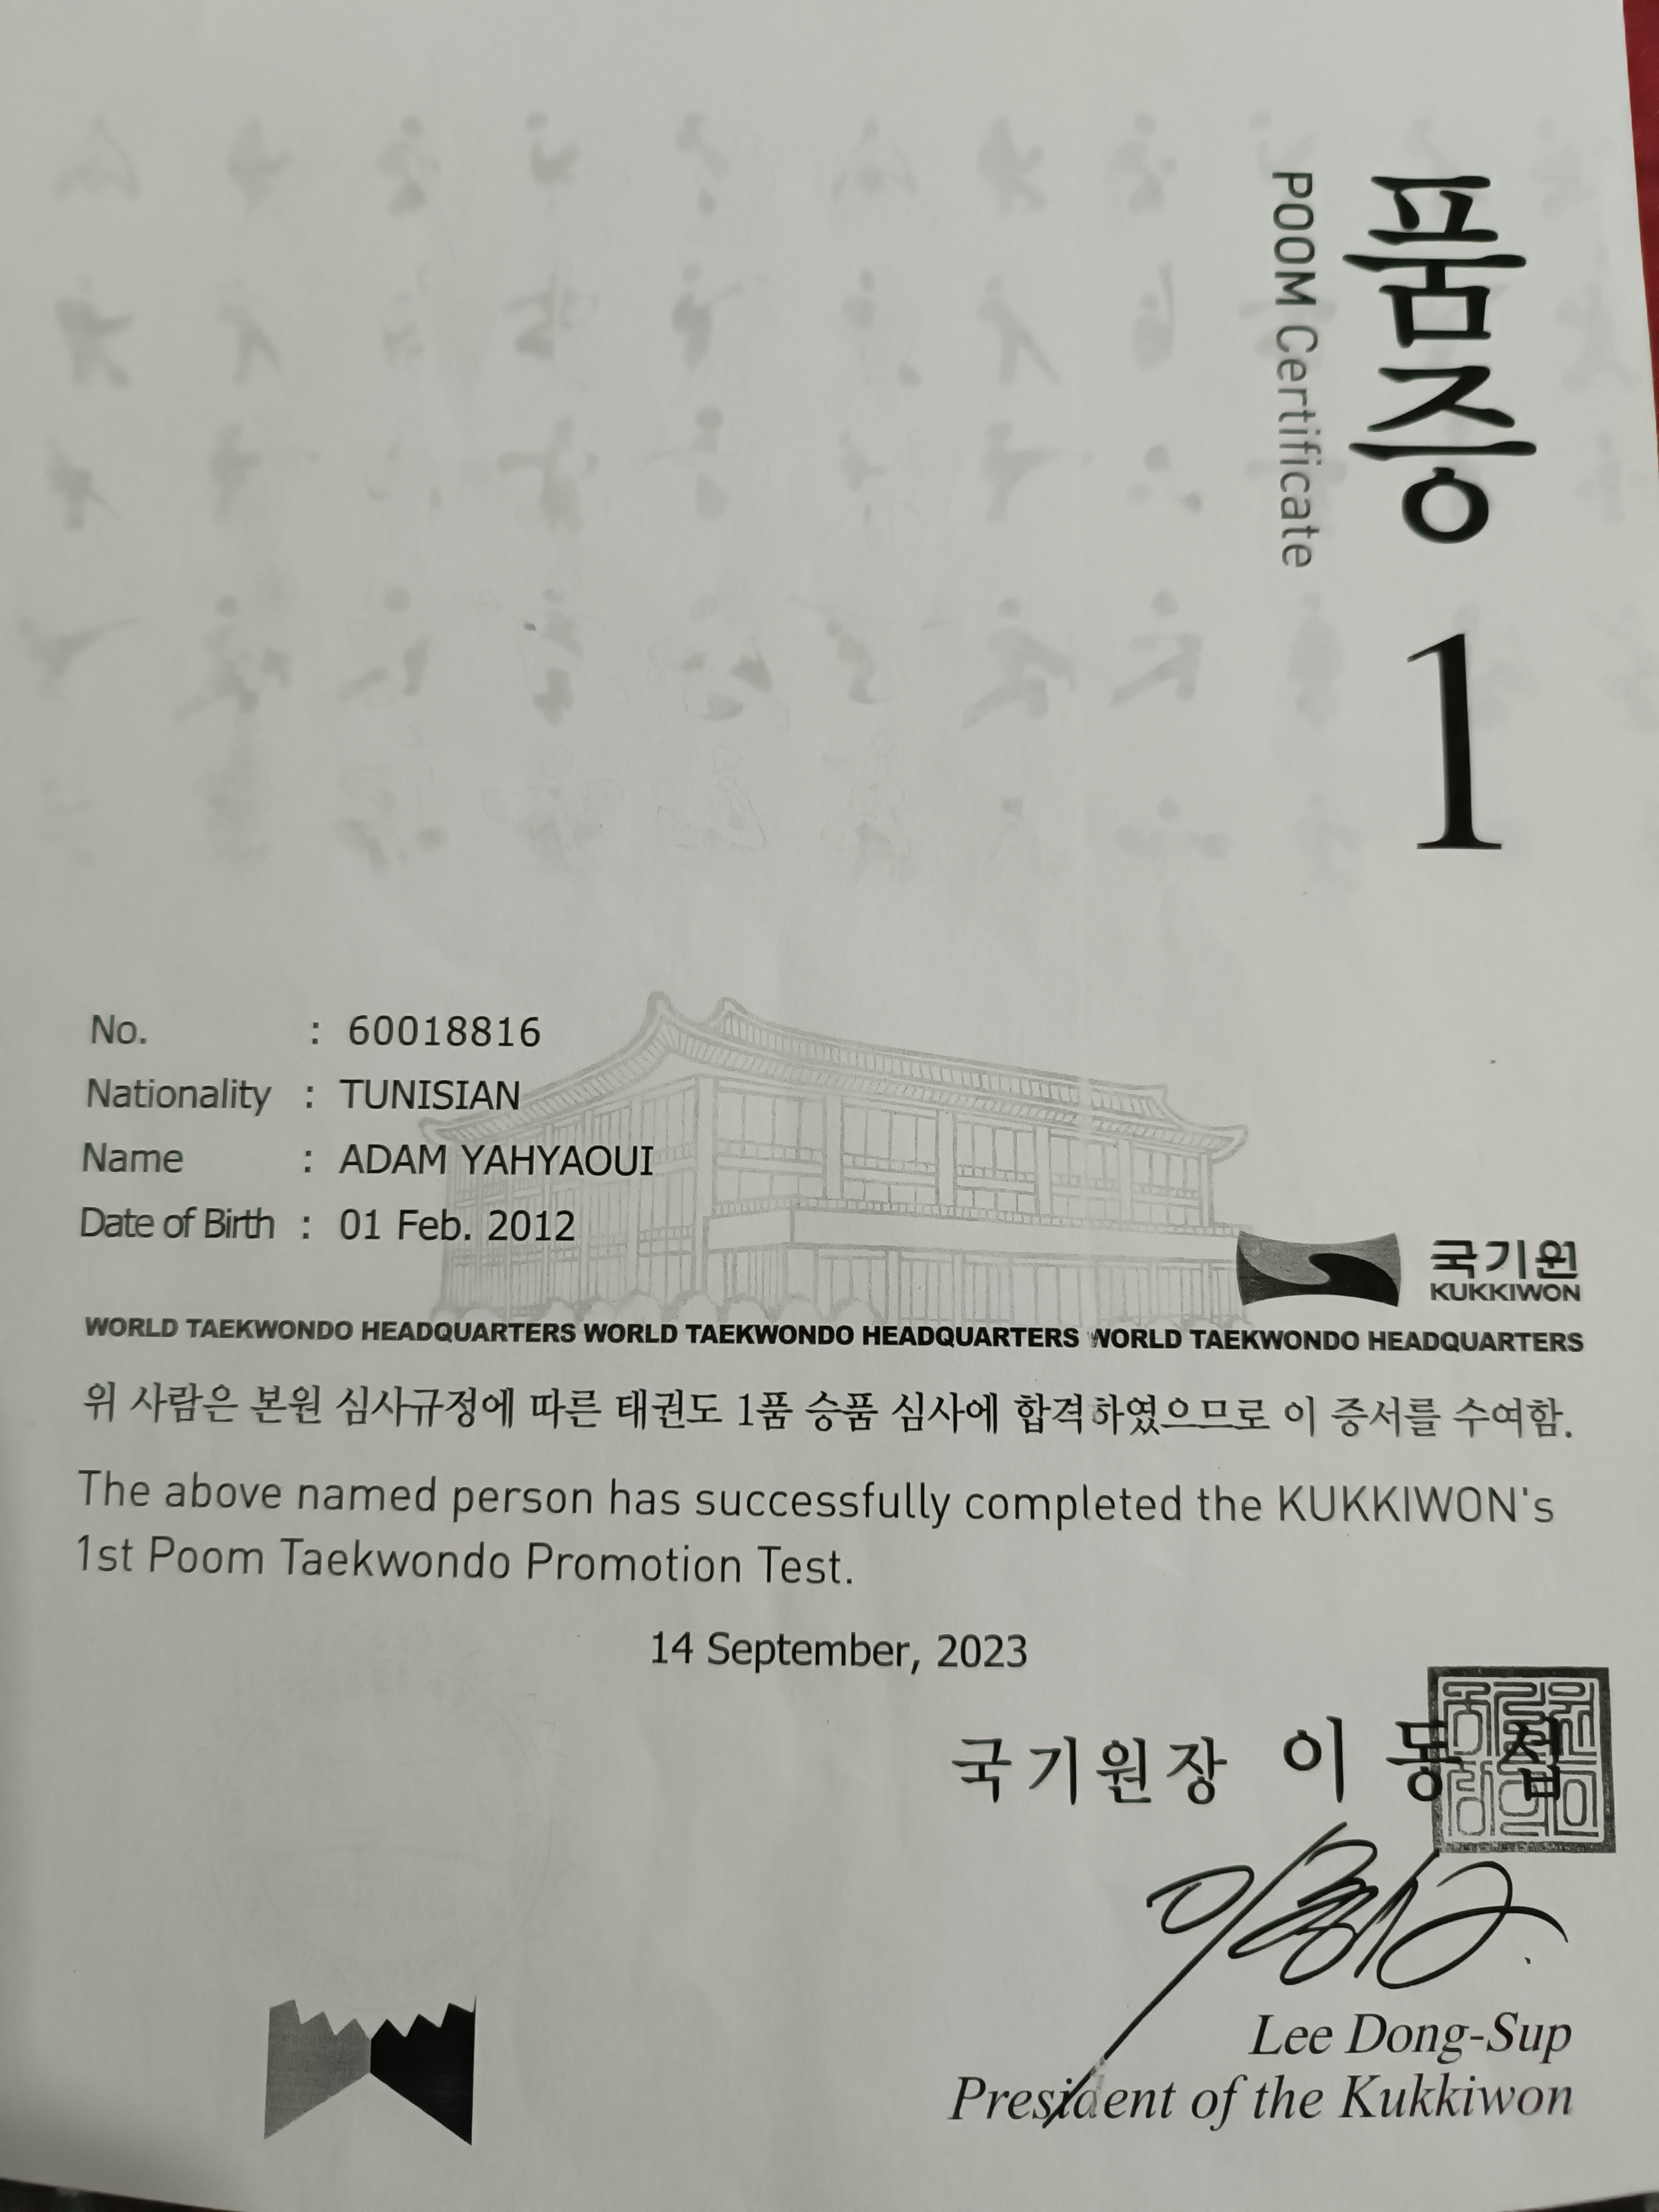 품증 1
POOM Certificate
No. : 60018816
Nationality : TUNISIAN
Name : ADAM YAHYAOUI
Date of Birth : 01 Feb. 2012
국기원
KUKKIWON
WORLD TAEKWONDO HEADQUARTERS WORLD TAEKWONDO HEADQUARTERS WORLD TAEKWONDO HEADQUARTERS
위 사람은 본원 심사규정에 따른 태권도 1품 승품 심사에 합격하였으므로 이 증서를 수여함.
The above named person has successfully completed the KUKKIWON's
1st Poom Taekwondo Promotion Test.
14 September, 2023
국기원장 이동섭
Lee Dong-Sup
President of the Kukkiwon